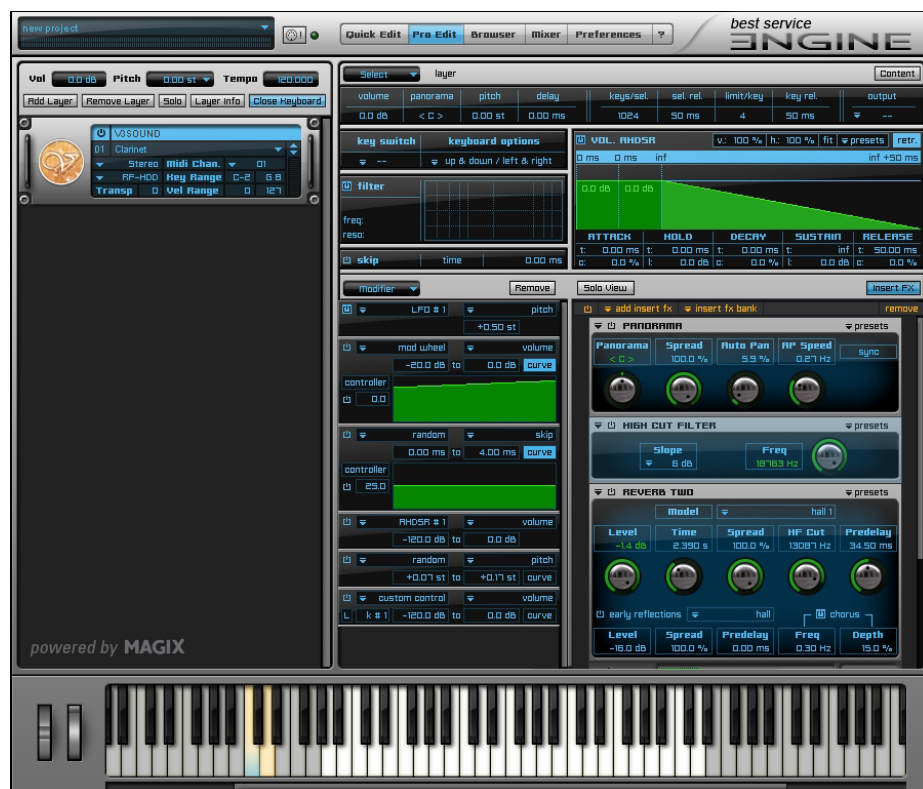 new project
Quick Edit Pro Edit Browser Mixer Preferences ?
best service
ENGINE
Vol 0.0 dB Pitch 0.00 st Tempo 120.000
Add Layer Remove Layer Solo Layer Info Close Keyboard
V3SOUND
01 Clarinet
Stereo Midi Chan. 01
RF-HDD Key Range C-2 G 8
Transp 0 Vel Range 0 127
powered by MAGIX
Select layer Content
volume panorama pitch delay keys/sel. sel. rel. limit/key key rel. output
0.0 dB < C > 0.00 st 0.00 ms 1024 50 ms 4 50 ms --
key switch keyboard options
-- up & down / left & right
filter
freq:
reso:
skip time 0.00 ms
VOL. AHDSR v.: 100 % h.: 100 % fit presets retr.
0 ms 0 ms inf inf +50 ms
0.0 dB 0.0 dB
ATTACK HOLD DECAY SUSTAIN RELEASE
t: 0.00 ms t: 0.00 ms t: 0.00 ms t: inf t: 50.00 ms
c: 0.0 % l: 0.0 dB c: 0.0 % l: 0.0 dB c: 0.0 %
Modifier Remove
LFO # 1 pitch
+0.50 st
mod wheel volume
-20.0 dB to 0.0 dB curve
controller
0.0
random skip
0.00 ms to 4.00 ms curve
controller
25.0
AHDSR # 1 volume
-120.0 dB to 0.0 dB
random pitch
+0.07 st to +0.17 st curve
custom control volume
L k # 1 -120.0 dB to 0.0 dB curve
Solo View Insert FX
add insert fx insert fx bank remove
PANORAMA presets
Panorama Spread Auto Pan AP Speed sync
< C > 100.0 % 5.9 % 0.27 Hz
HIGH CUT FILTER presets
Slope Freq
6 dB 18763 Hz
REVERB TWO presets
Model hall 1
Level Time Spread HF Cut Predelay
-1.4 dB 2.390 s 100.0 % 13087 Hz 34.50 ms
early reflections hall chorus
Level Spread Predelay Freq Depth
-16.0 dB 100.0 % 0.00 ms 0.30 Hz 15.0 %